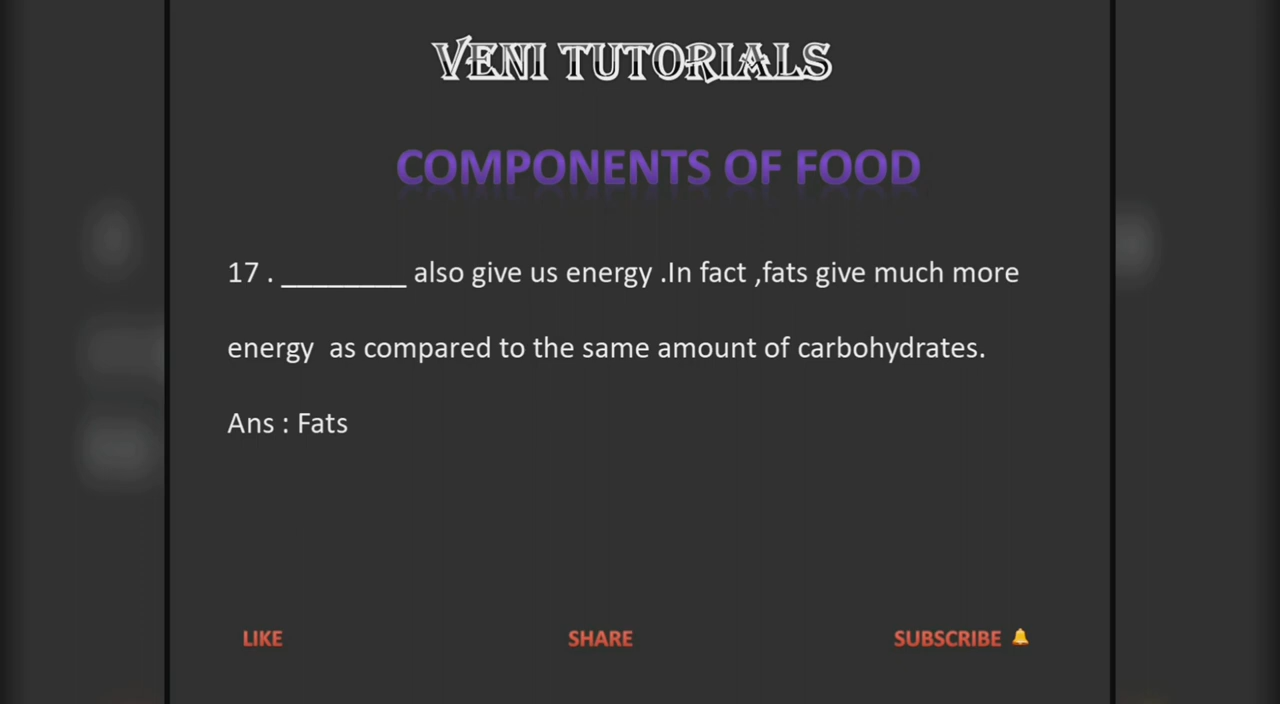 VENI TUTORIALS
COMPONENTS OF FOOD
17 . ________ also give us energy .In fact ,fats give much more
energy  as compared to the same amount of carbohydrates.
Ans : Fats
LIKE SHARE SUBSCRIBE 🔔